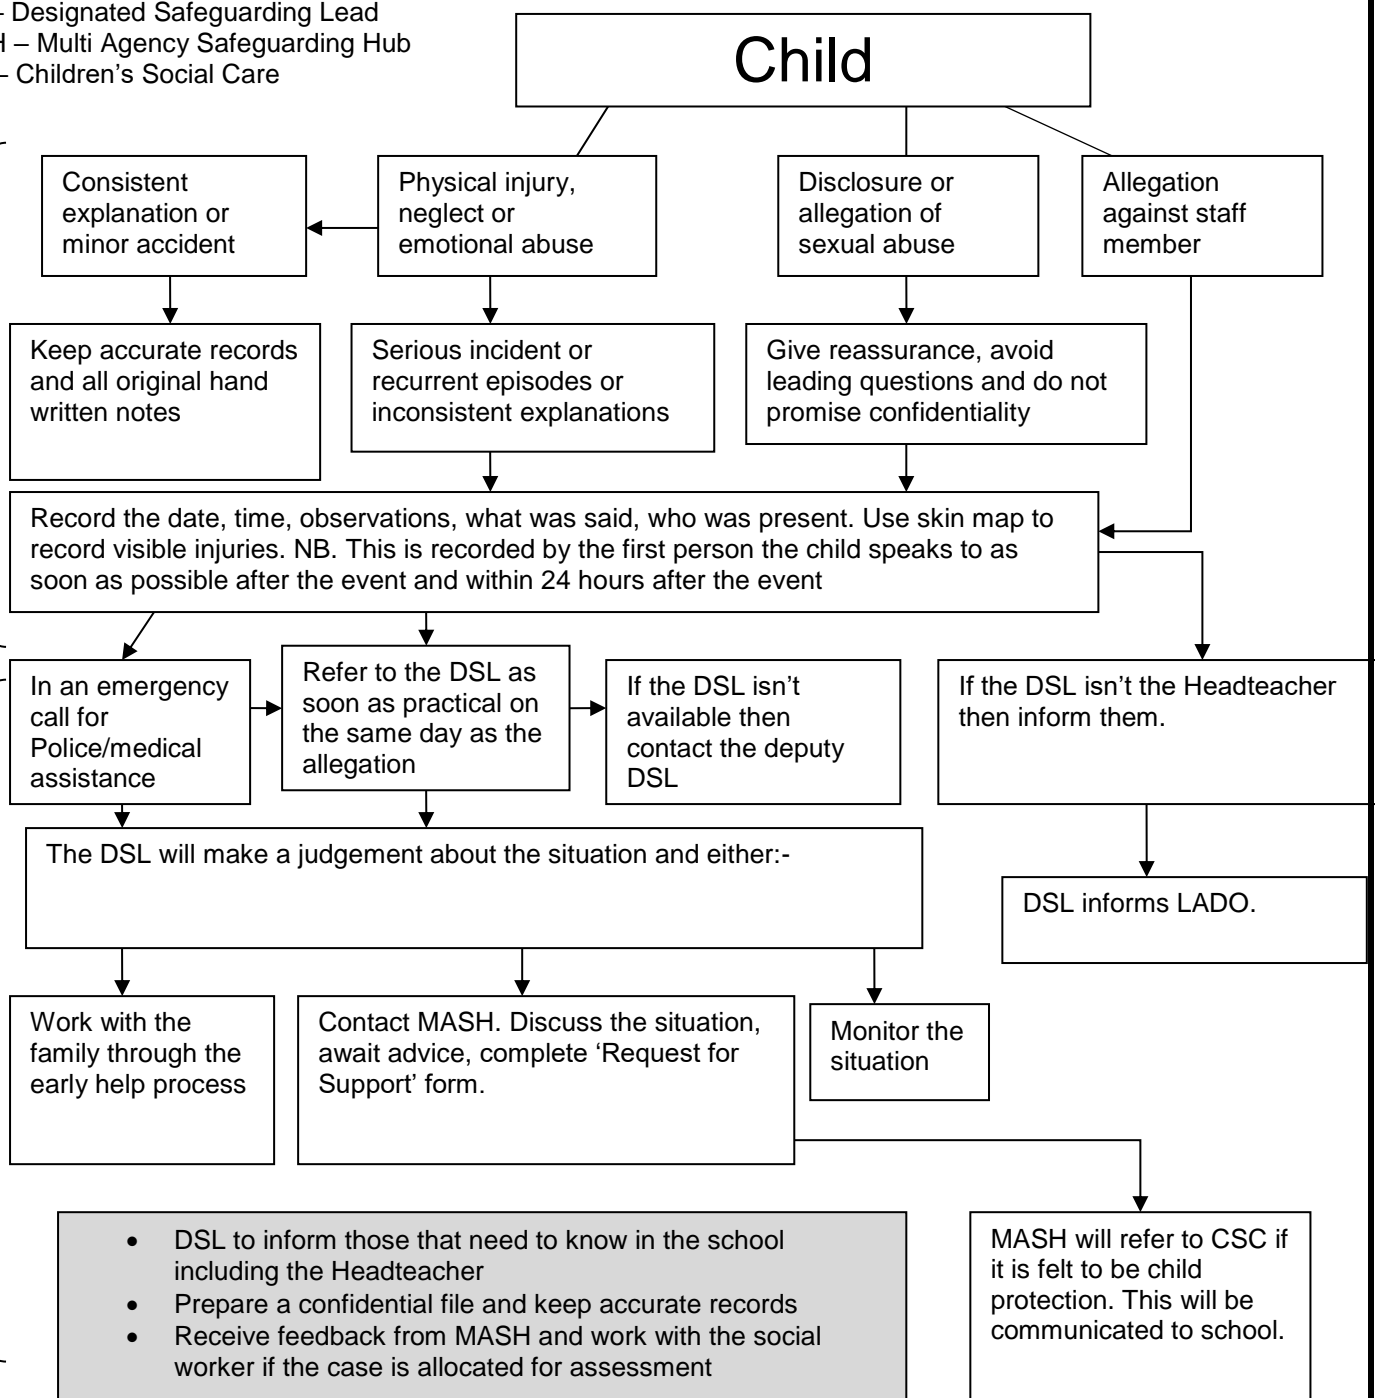 – Designated Safeguarding Lead
H – Multi Agency Safeguarding Hub
– Children's Social Care
Child
Consistent
explanation or
minor accident
Physical injury,
neglect or
emotional abuse
Disclosure or
allegation of
sexual abuse
Allegation
against staff
member
Keep accurate records
and all original hand
written notes
Serious incident or
recurrent episodes or
inconsistent explanations
Give reassurance, avoid
leading questions and do not
promise confidentiality
Record the date, time, observations, what was said, who was present. Use skin map to
record visible injuries. NB. This is recorded by the first person the child speaks to as
soon as possible after the event and within 24 hours after the event
In an emergency
call for
Police/medical
assistance
Refer to the DSL as
soon as practical on
the same day as the
allegation
If the DSL isn't
available then
contact the deputy
DSL
If the DSL isn't the Headteacher
then inform them.
The DSL will make a judgement about the situation and either:-
DSL informs LADO.
Work with the
family through the
early help process
Contact MASH. Discuss the situation,
await advice, complete 'Request for
Support' form.
Monitor the
situation
• DSL to inform those that need to know in the school
including the Headteacher
• Prepare a confidential file and keep accurate records
• Receive feedback from MASH and work with the social
worker if the case is allocated for assessment
MASH will refer to CSC if
it is felt to be child
protection. This will be
communicated to school.